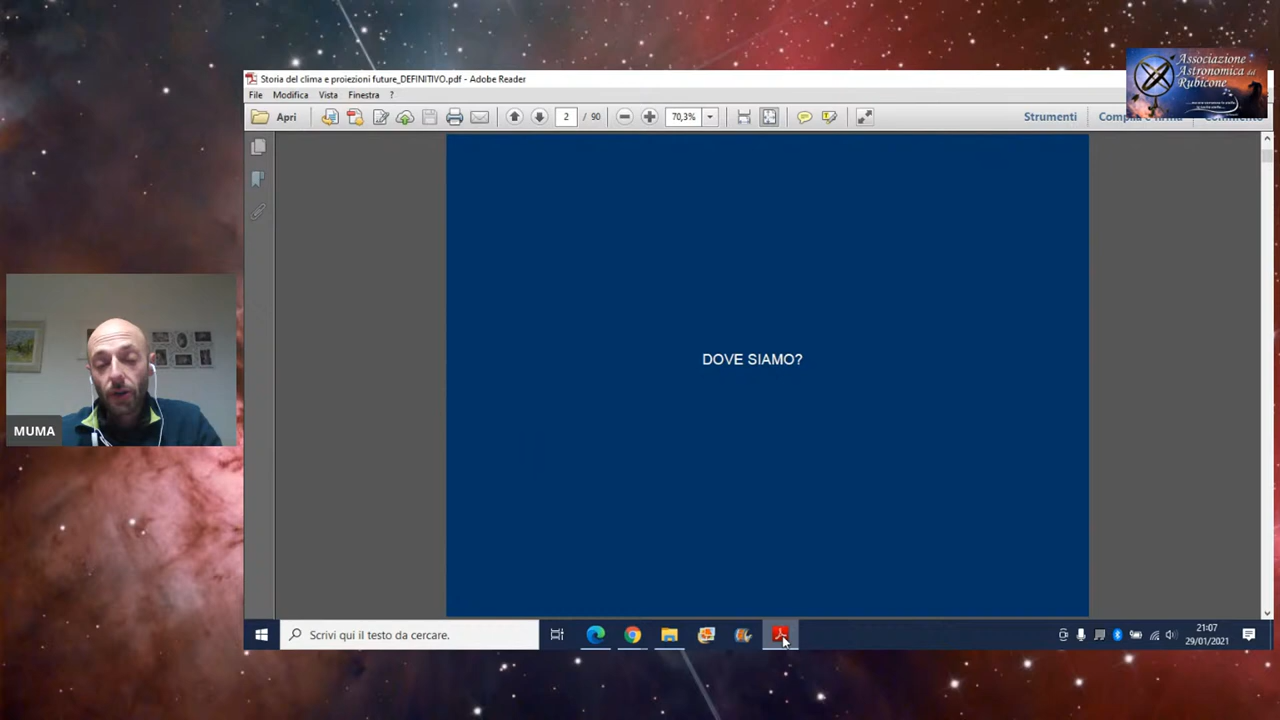 Associazione
Astronomica del
Rubicone
Storia del clima e proiezioni future_DEFINITIVO.pdf - Adobe Reader
File Modifica Vista Finestra ?
Apri 2 / 90 70,3% Strumenti
DOVE SIAMO?
MUMA
Scrivi qui il testo da cercare.
21:07
29/01/2021